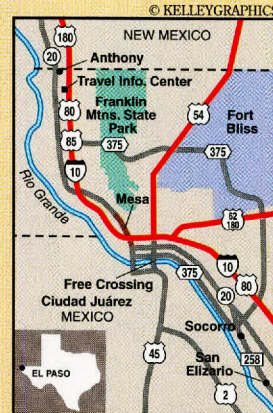 © KELLEYGRAPHICS
180
NEW MEXICO
20
Anthony
Travel Info. Center
Franklin
Mtns. State
Park
80
54
Fort
Bliss
85
375
375
10
Rio Grande
Mesa
62
180
Free Crossing
375
10
Ciudad Juárez
MEXICO
80
20
Socorro
45
258
San
Elizario
EL PASO
2